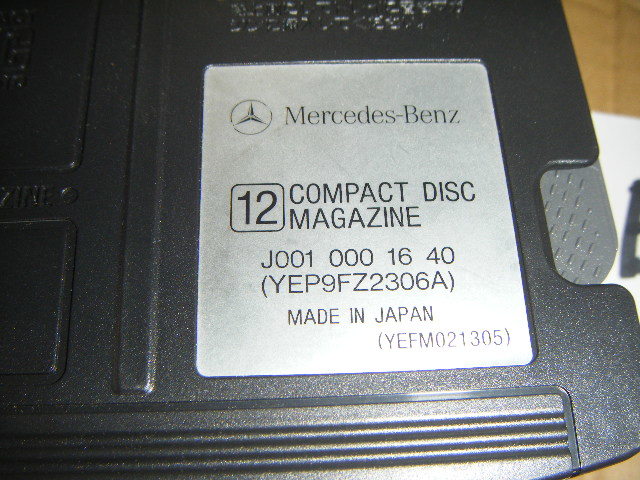 Mercedes-Benz
12 COMPACT DISC
MAGAZINE
J001 000 16 40
(YEP9FZ2306A)
MADE IN JAPAN
(YEFM021305)